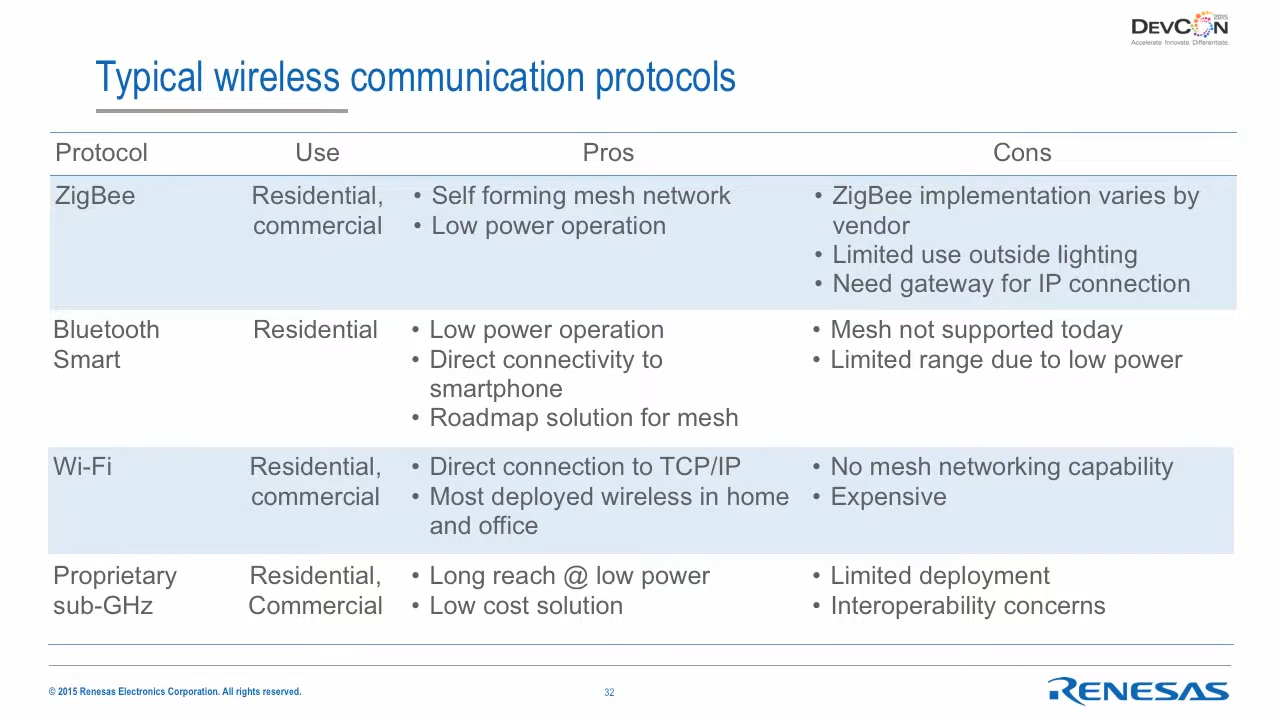 DEVCON
Accelerate. Innovate. Differentiate.
Typical wireless communication protocols
Protocol Use Pros Cons
ZigBee
Residential,
commercial
• Self forming mesh network
• Low power operation
• ZigBee implementation varies by
vendor
• Limited use outside lighting
• Need gateway for IP connection
Bluetooth
Smart
Residential
• Low power operation
• Direct connectivity to
smartphone
• Roadmap solution for mesh
• Mesh not supported today
• Limited range due to low power
Wi-Fi
Residential,
commercial
• Direct connection to TCP/IP
• Most deployed wireless in home
and office
• No mesh networking capability
• Expensive
Proprietary
sub-GHz
Residential,
Commercial
• Long reach @ low power
• Low cost solution
• Limited deployment
• Interoperability concerns
© 2015 Renesas Electronics Corporation. All rights reserved.
32
RENESAS